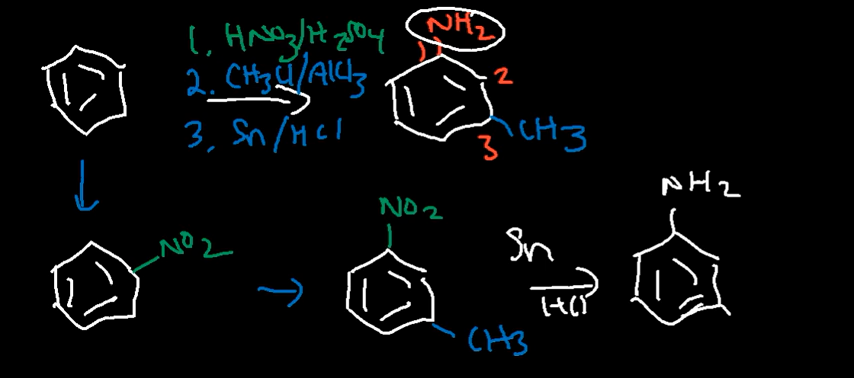 1. HNO3/H2SO4
2. CH3Cl/AlCl3
3. Sn/HCl
NH2
2
CH3
3
NO2
NO2
CH3
Sn
HCl
NH2